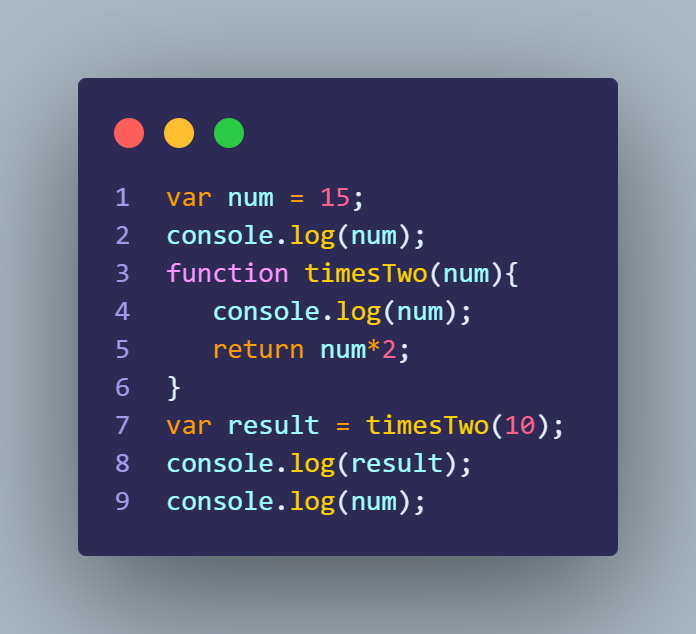 1 var num = 15;
2 console.log(num);
3 function timesTwo(num){
4    console.log(num);
5    return num*2;
6 }
7 var result = timesTwo(10);
8 console.log(result);
9 console.log(num);